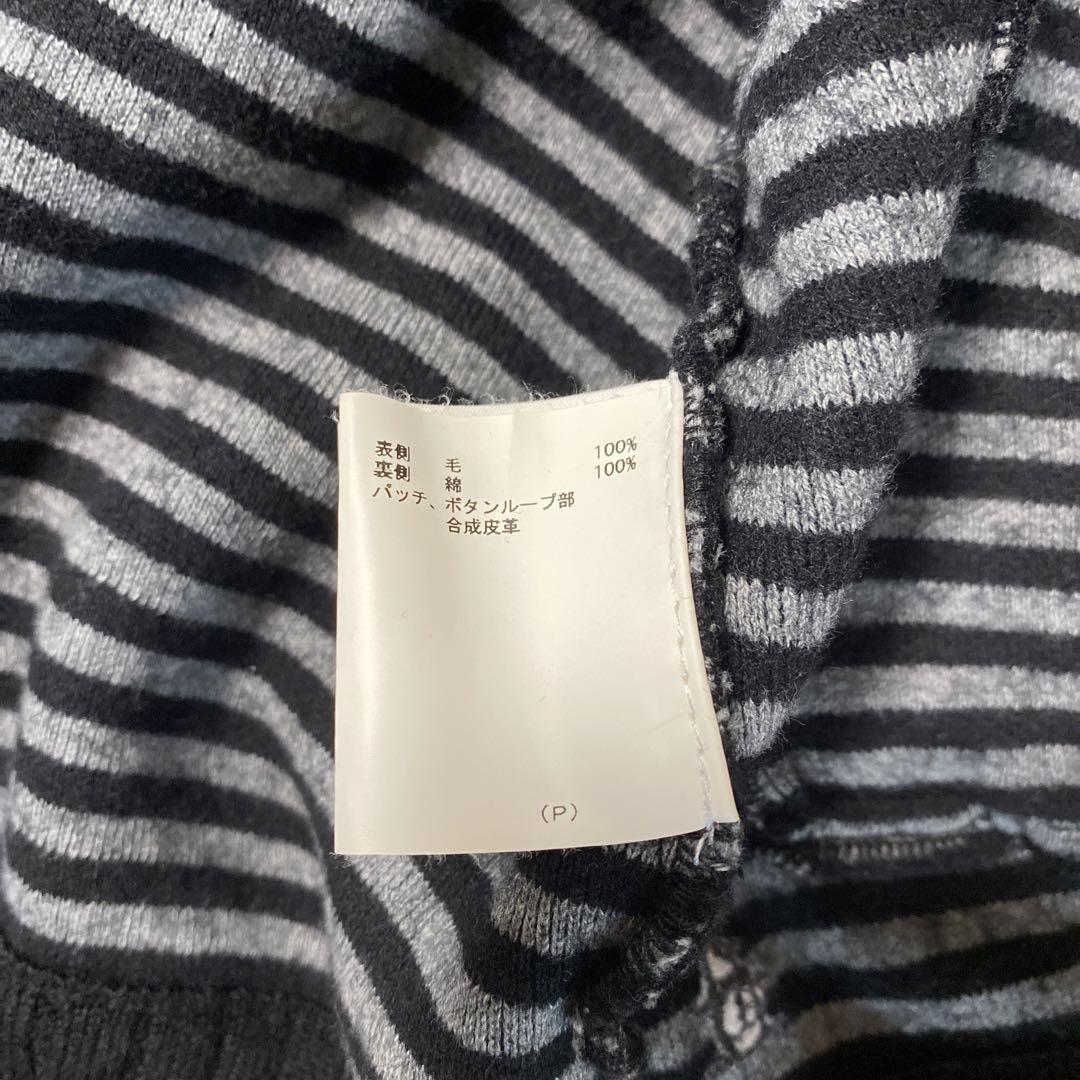 表側 毛 100%
裏側 綿 100%
パッチ、ボタンループ部
合成皮革
(P)